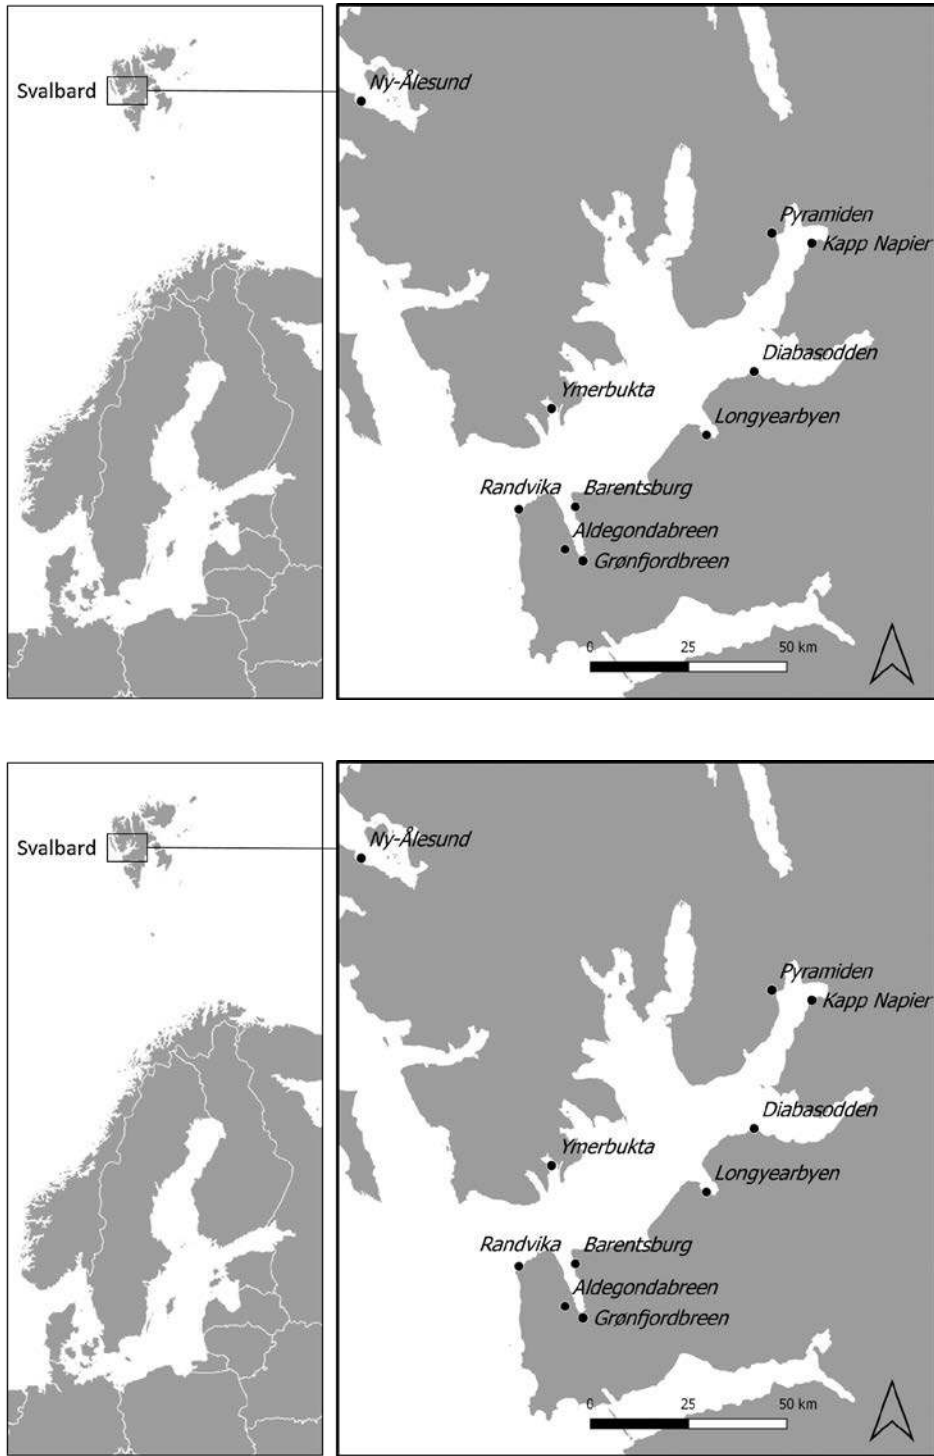 Svalbard
Ny-Ålesund
Pyramiden
Kapp Napier
Diabasodden
Ymerbukta
Longyearbyen
Randvika Barentsburg
Aldegondabreen
Grønfjordbreen
0 25 50 km
Svalbard
Ny-Ålesund
Pyramiden
Kapp Napier
Diabasodden
Ymerbukta
Longyearbyen
Randvika Barentsburg
Aldegondabreen
Grønfjordbreen
0 25 50 km